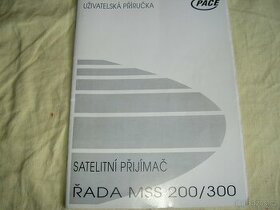 UŽIVATELSKÁ PŘÍRUČKA
PACE
SATELITNÍ PŘIJÍMAČ
ŘADA MSS 200/300